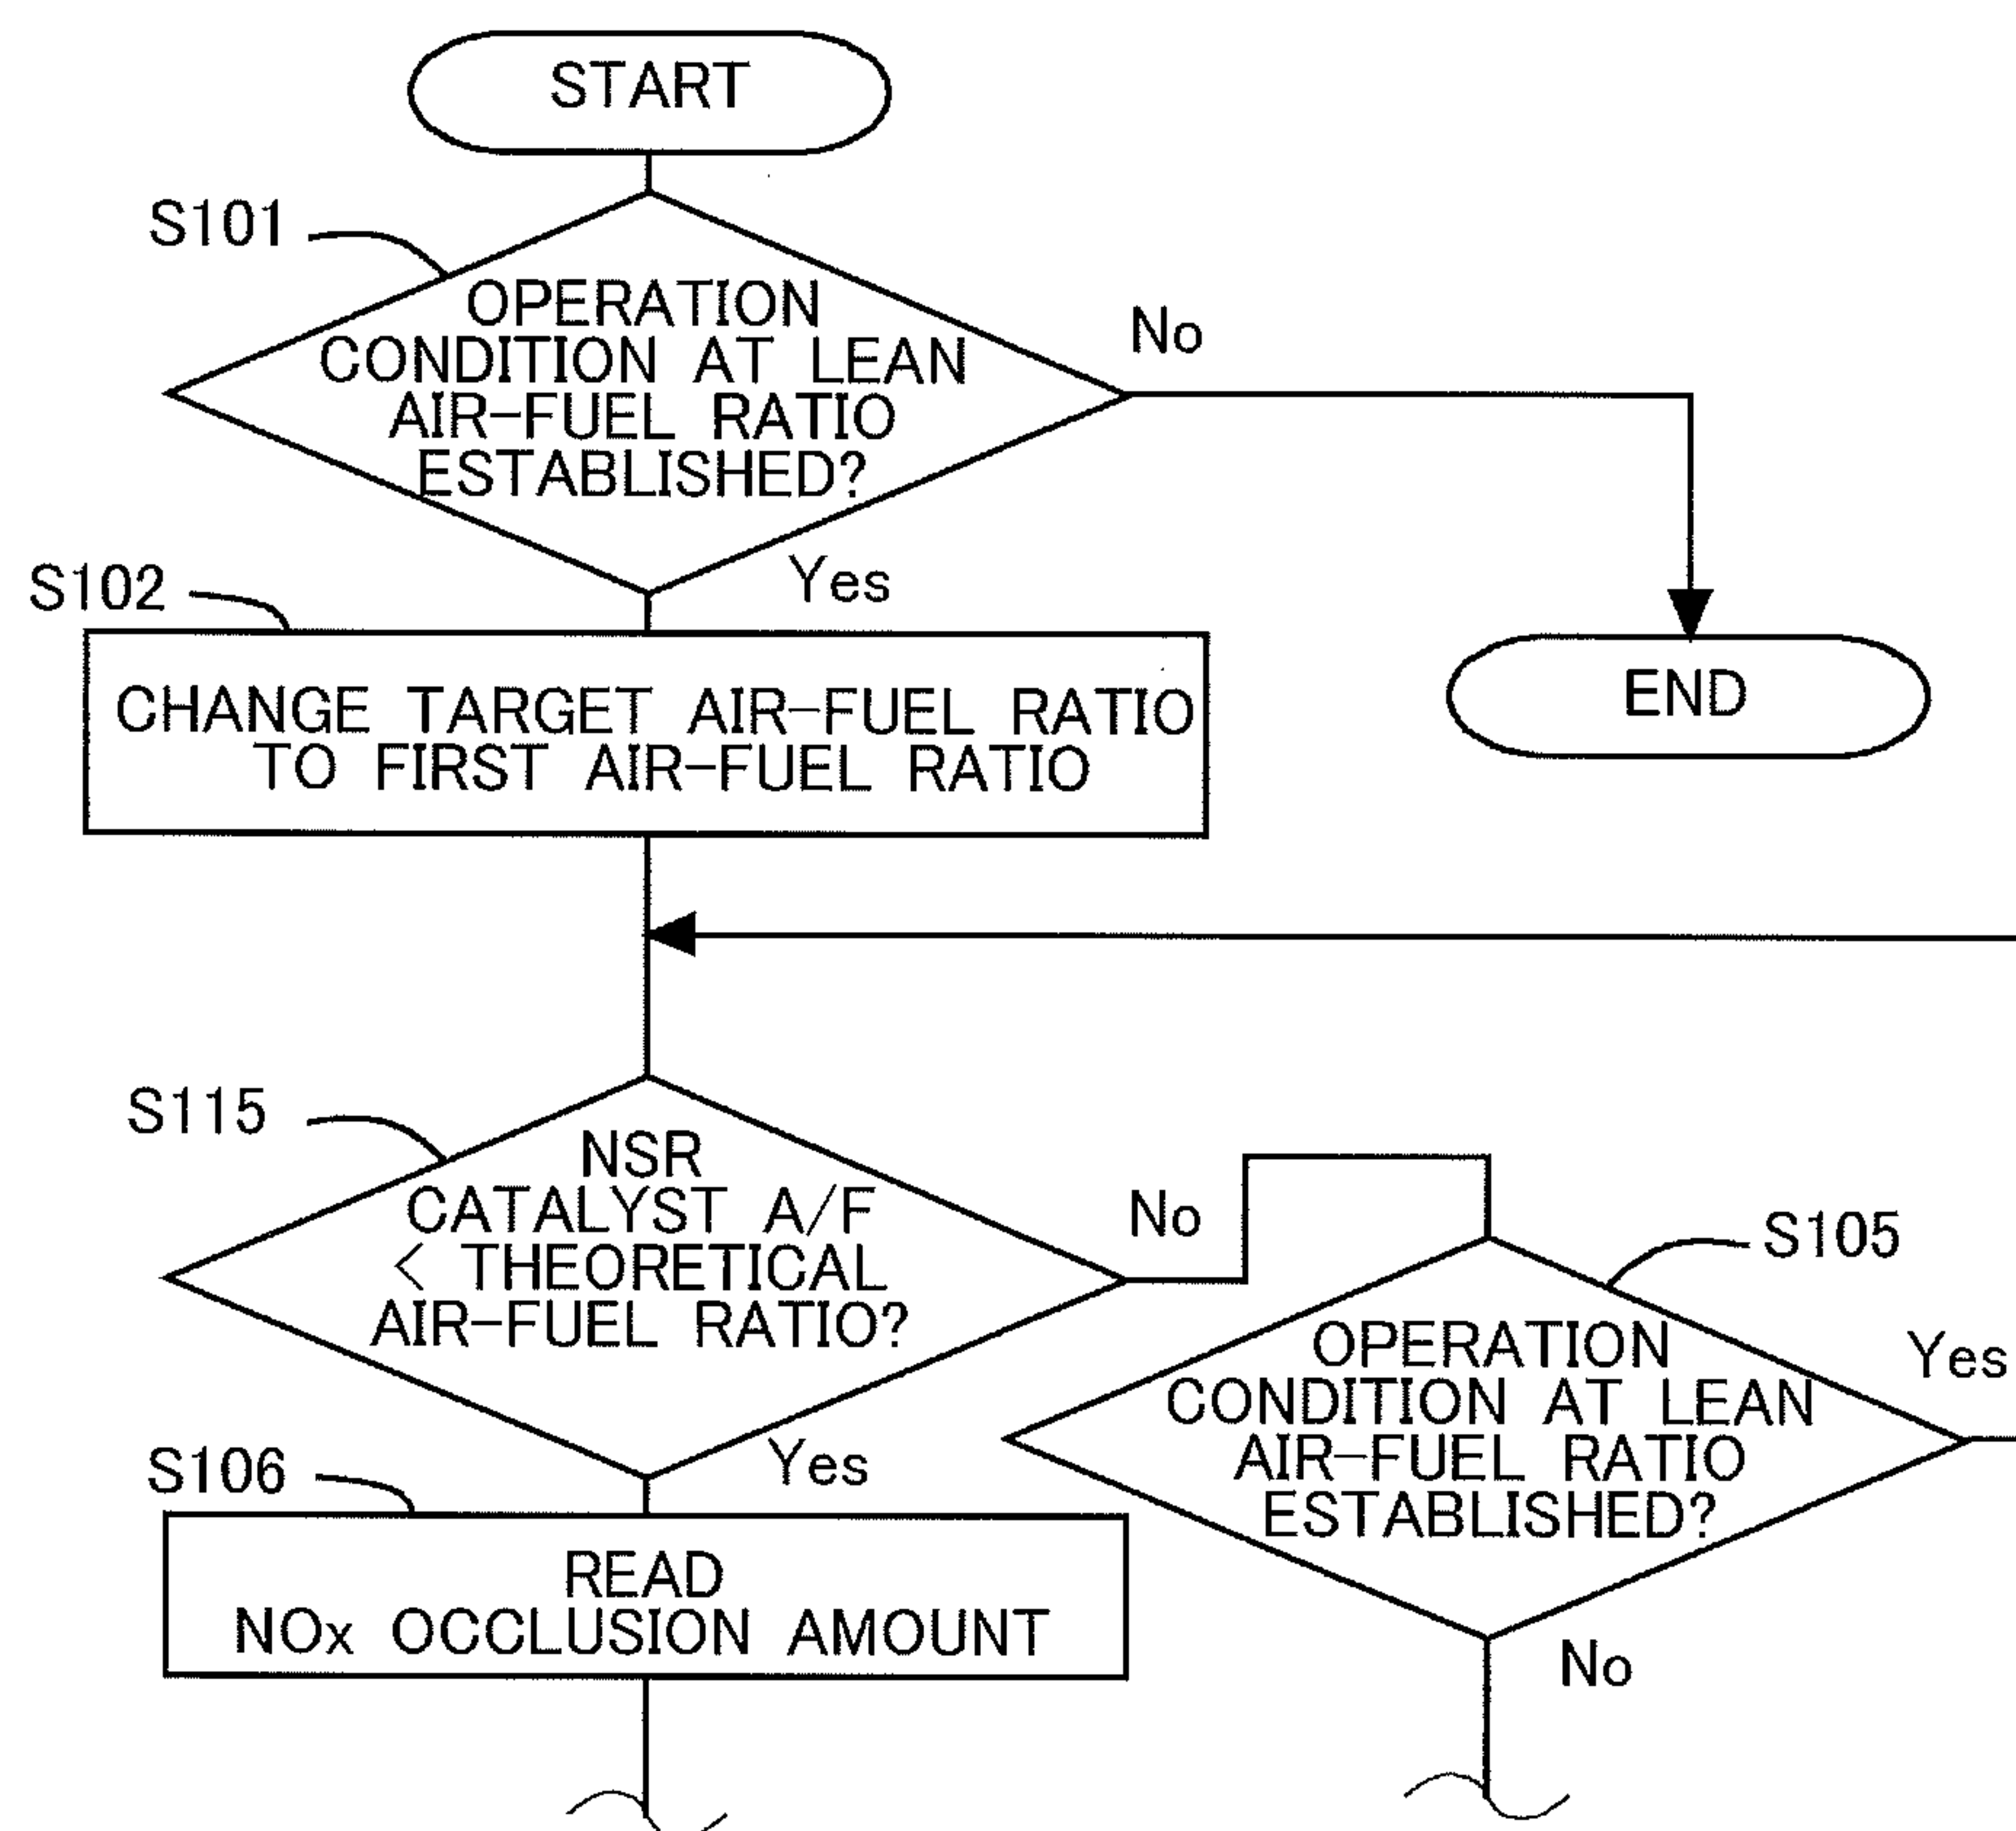 START
S101
OPERATION
CONDITION AT LEAN
AIR-FUEL RATIO
ESTABLISHED?
No
Yes
S102
CHANGE TARGET AIR-FUEL RATIO
TO FIRST AIR-FUEL RATIO
END
S115
NSR
CATALYST A/F
< THEORETICAL
AIR-FUEL RATIO?
No
Yes
S105
OPERATION
CONDITION AT LEAN
AIR-FUEL RATIO
ESTABLISHED?
Yes
No
S106
READ
NOx OCCLUSION AMOUNT